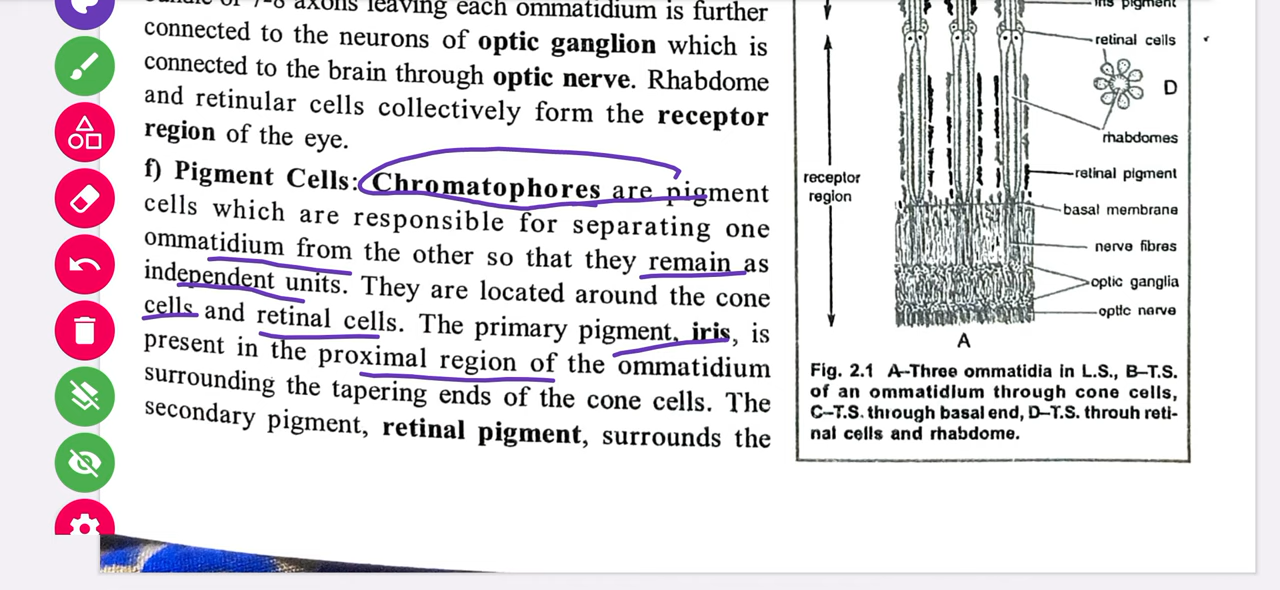 axons leaving each ommatidium is further
connected to the neurons of optic ganglion which is
connected to the brain through optic nerve. Rhabdome
and retinular cells collectively form the receptor
region of the eye.
f) Pigment Cells: Chromatophores are pigment
cells which are responsible for separating one
ommatidium from the other so that they remain as
independent units. They are located around the cone
cells and retinal cells. The primary pigment, iris, is
present in the proximal region of the ommatidium
surrounding the tapering ends of the cone cells. The
secondary pigment, retinal pigment, surrounds the
iris pigment
retinal cells
D
rhabdomes
retinal pigment
receptor
region
basal membrane
nerve fibres
optic ganglia
optic narve
A
Fig. 2.1 A-Three ommatidia in L.S., B-T.S.
of an ommatidium through cone cells,
C-T.S. through basal end, D-T.S. throuh reti-
nal cells and rhabdome.